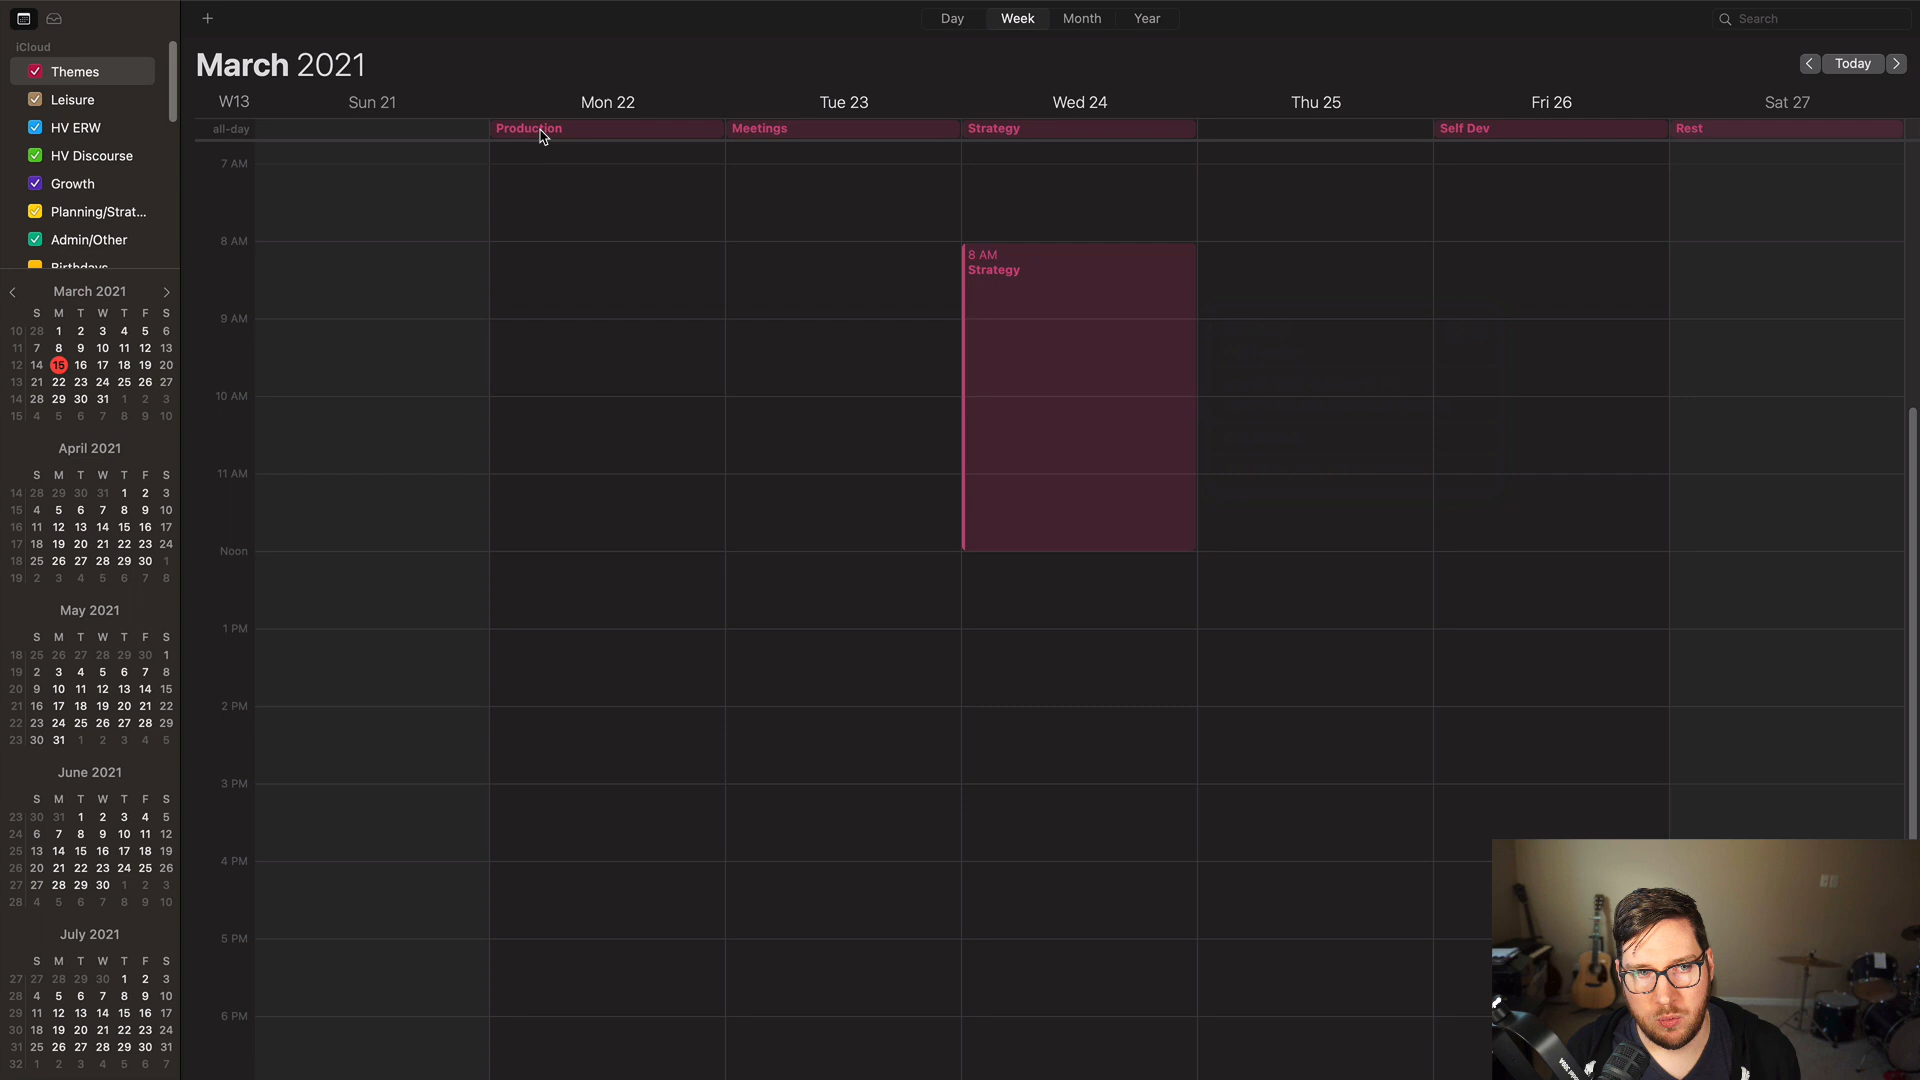 Day Week Month Year
Search
iCloud
Themes
Leisure
HV ERW
HV Discourse
Growth
Planning/Strat...
Admin/Other
Birthdays
March 2021
Today
W13 Sun 21 Mon 22 Tue 23 Wed 24 Thu 25 Fri 26 Sat 27
all-day Production Meetings Strategy Self Dev Rest
7 AM
8 AM
9 AM
10 AM
11 AM
Noon
1 PM
2 PM
3 PM
4 PM
5 PM
6 PM
8 AM
Strategy
March 2021
S M T W T F S
10 28 1 2 3 4 5 6
11 7 8 9 10 11 12 13
12 14 15 16 17 18 19 20
13 21 22 23 24 25 26 27
14 28 29 30 31 1 2 3
15 4 5 6 7 8 9 10
April 2021
S M T W T F S
14 28 29 30 31 1 2 3
15 4 5 6 7 8 9 10
16 11 12 13 14 15 16 17
17 18 19 20 21 22 23 24
18 25 26 27 28 29 30 1
19 2 3 4 5 6 7 8
May 2021
S M T W T F S
18 25 26 27 28 29 30 1
19 2 3 4 5 6 7 8
20 9 10 11 12 13 14 15
21 16 17 18 19 20 21 22
22 23 24 25 26 27 28 29
23 30 31 1 2 3 4 5
June 2021
S M T W T F S
23 30 31 1 2 3 4 5
24 6 7 8 9 10 11 12
25 13 14 15 16 17 18 19
26 20 21 22 23 24 25 26
27 27 28 29 30 1 2 3
28 4 5 6 7 8 9 10
July 2021
S M T W T F S
27 27 28 29 30 1 2 3
28 4 5 6 7 8 9 10
29 11 12 13 14 15 16 17
30 18 19 20 21 22 23 24
31 25 26 27 28 29 30 31
32 1 2 3 4 5 6 7